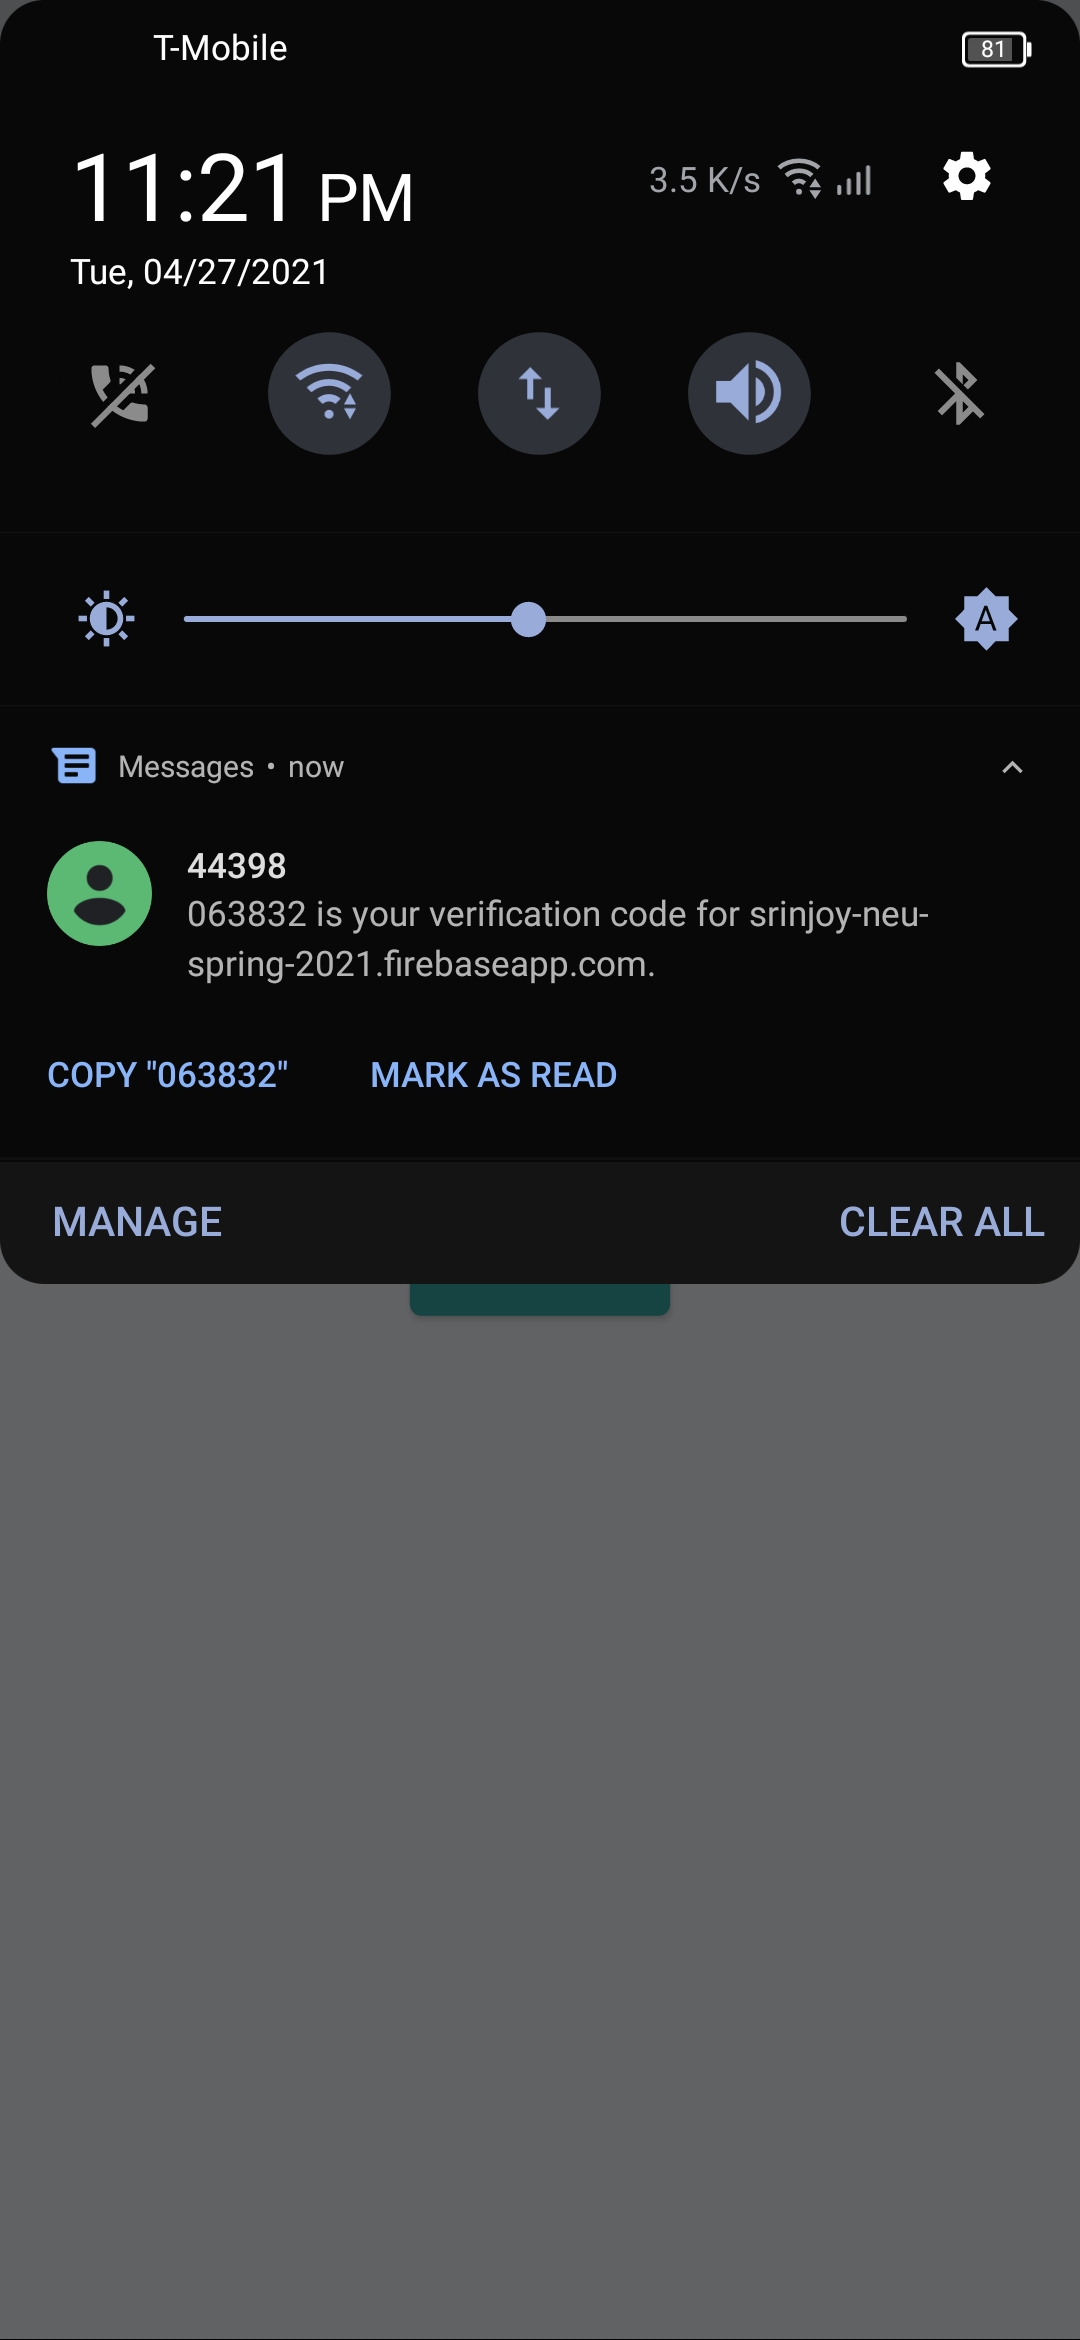 T-Mobile
81
11:21 PM
3.5 K/s
Tue, 04/27/2021
A
Messages • now
44398
063832 is your verification code for srinjoy-neu-
spring-2021.firebaseapp.com.
COPY "063832"
MARK AS READ
MANAGE
CLEAR ALL